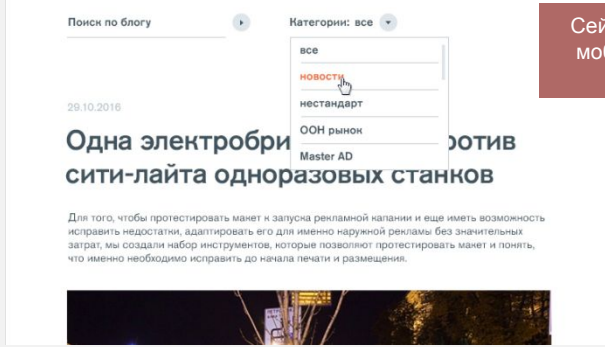 Поиск по блогу
Категории: все
Сей
моб
все
новости
нестандарт
ООН рынок
Master AD
29.10.2016
Одна электробри ротив
сити-лайта одноразовых станков
Для того, чтобы протестировать макет к запуска рекламной капании и еще иметь возможность
исправить недостатки, адаптировать его для именно наружной рекламы без значительных
затрат, мы создали набор инструментов, которые позволяют протестировать макет и понять,
что именно необходимо исправить до начала печати и размещения.